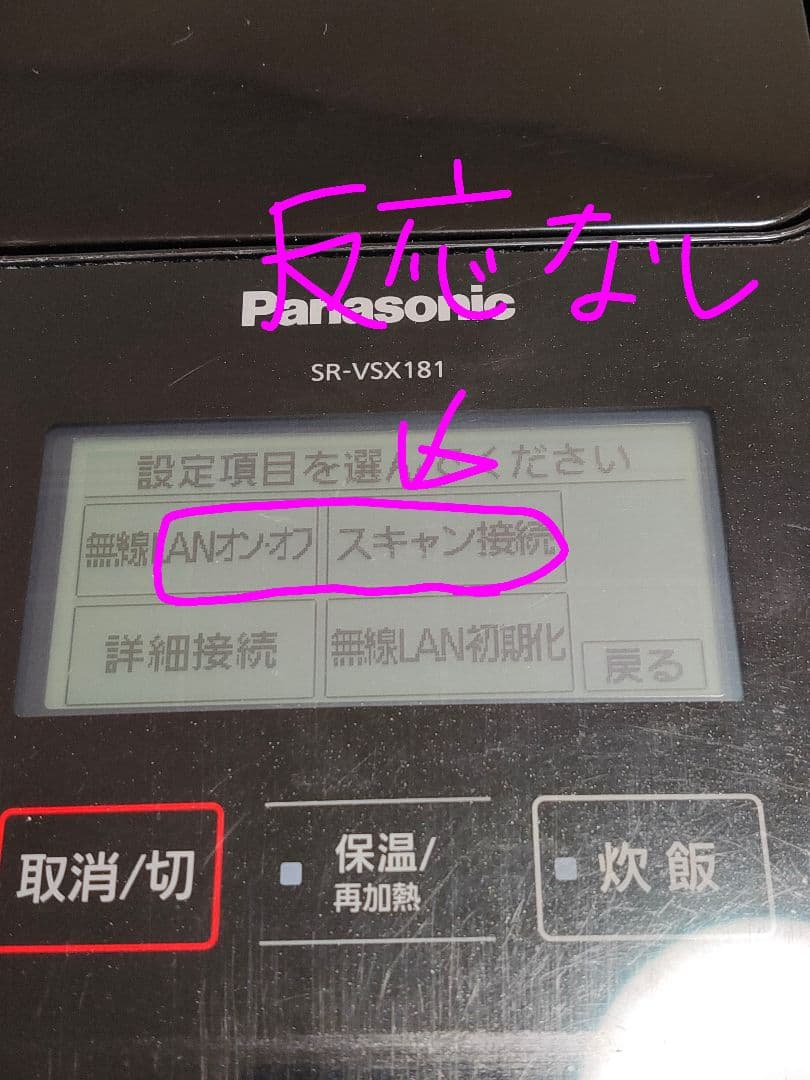 反応なし
Panasonic
SR-VSX181
設定項目を選んでください
無線LANオン・オフ スキャン接続
詳細接続 無線LAN初期化 戻る
取消/切 保温/ 炊飯
再加熱